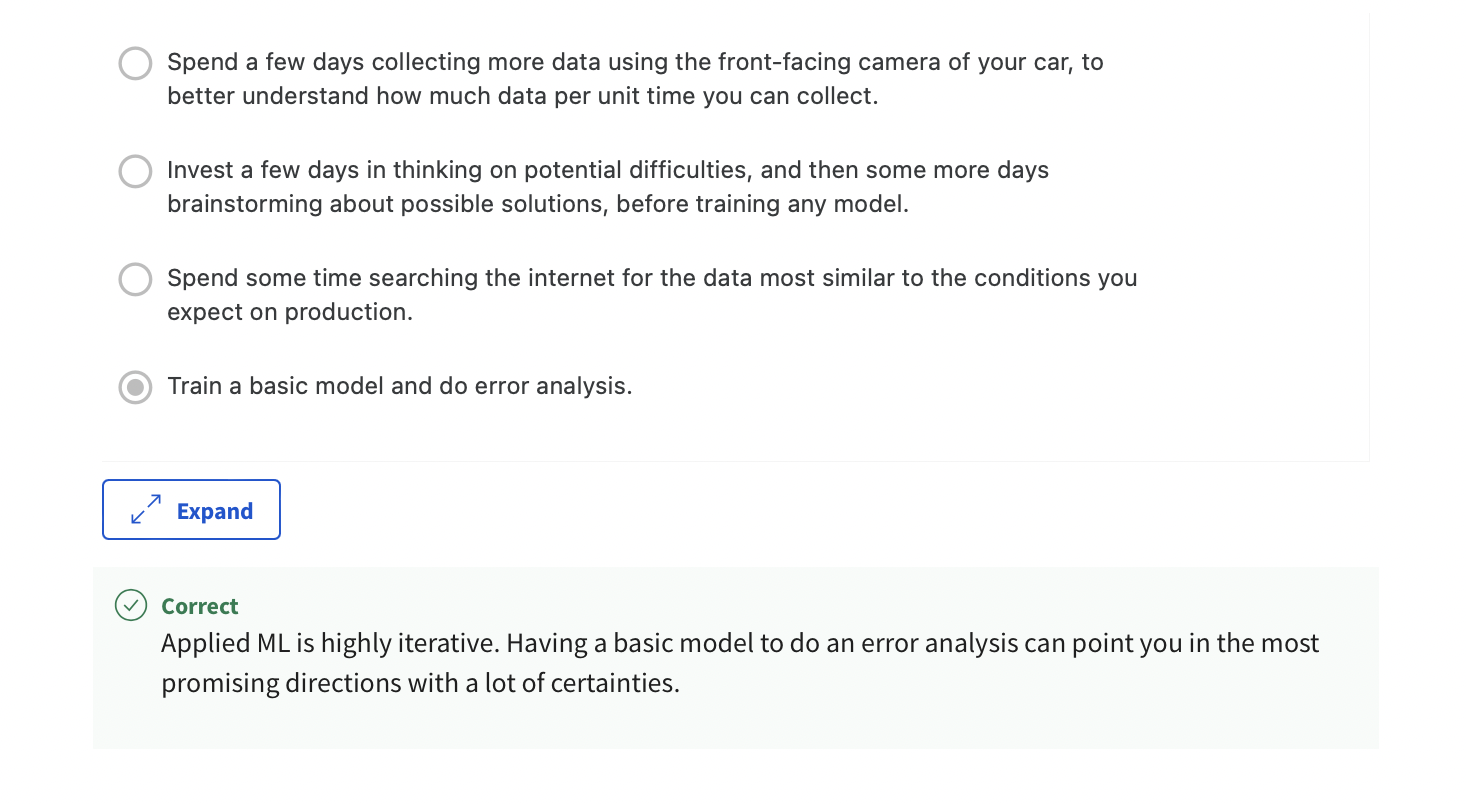 Spend a few days collecting more data using the front-facing camera of your car, to
better understand how much data per unit time you can collect.
Invest a few days in thinking on potential difficulties, and then some more days
brainstorming about possible solutions, before training any model.
Spend some time searching the internet for the data most similar to the conditions you
expect on production.
Train a basic model and do error analysis.
Expand
Correct
Applied ML is highly iterative. Having a basic model to do an error analysis can point you in the most
promising directions with a lot of certainties.